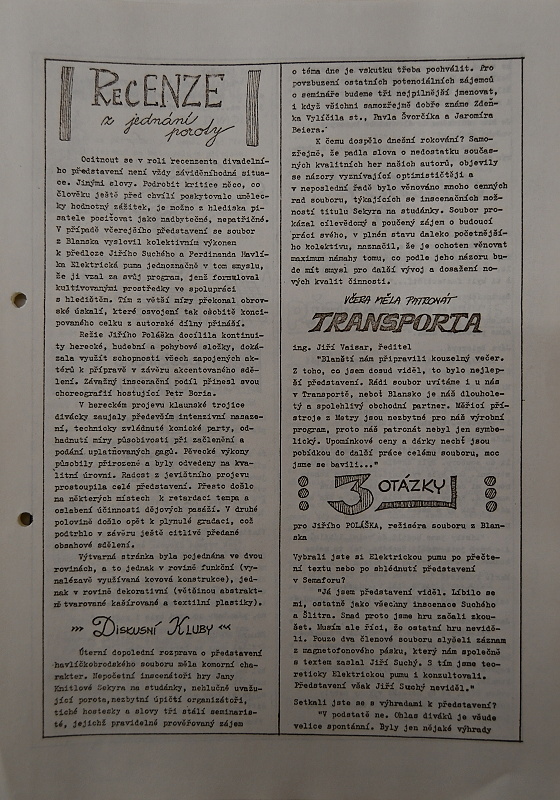 RECENZE
z jednání
poroty
Ocitnout se v roli recenzenta divadelní-
ho představení není vždy záviděníhodná situa-
ce. Jinými slovy. Podrobit kritice něco, co
člověku ještě před chvílí poskytovalo umělec-
ky hodnotný zážitek, je možno z hlediska pi-
satele pociťovat jako nadbytečné, nepatřičné.
V případě včerejšího představení se soubor
z Blanska vyslovil kolektivním výkonem
k předloze Jiřího Suchého a Ferdinanda Havlí-
ka Elektrická puma jednoznačně v tom smyslu,
že ji vzal za svůj program, jenž formuloval
kultivovanými prostředky ve spolupráci
s hledištěm. Tím z větší míry překonal obrov-
ské úskalí, které osvojení tak osobitě konci-
povaného celku z autorské dílny přináší.
Režie Jiřího Poláška docílila kontinui-
ty herecké, hudební a pohybové složky, doká-
zala využít schopnosti všech zapojených ak-
térů k přípravě v závěru akcentovaného sdě-
lení. Závažný inscenační podíl přinesl svou
choreografií hostující Petr Boria.
V hereckém projevu klaunské trojice
divácky zaujaly především intenzivní nasaze-
ní, technicky zvládnuté komické party, od-
hadnutí míry působivosti při začlenění a
podání uplatňovaných gagů. Pěvecké výkony
působily přirozeně a byly odvedeny na kva-
litní úrovni. Radost z jevištního projevu
prostoupila celé představení. Přesto došlo
na některých místech k retardaci tempa a
oslabení účinnosti dějových pasáží. V druhé
polovině došlo opět k plynulé gradaci, což
podtrhlo v závěru ještě citlivě předané
obsahové sdělení.
Výtvarná stránka byla pojednána ve dvou
rovinách, a to jednak v rovině funkční (vy-
nalézavě využívaná kovová konstrukce), jed-
nak v rovině dekorativní (většinou abstrakt-
ně tvarované kašírované a textilní plastiky).
DISKUSNÍ KLUBY
Úterní dopolední rozprava o představení
havlíčkobrodského souboru měla komorní cha-
rakter. Nepočetní inscenátoři hry Jany
Knitlové Sekyra na studánky, nehlučně uvažu-
jící porota, nezbytní úpičtí organizátoři,
tiché hostesky a slovy tři stálí seminaris-
té, jejichž pravidelně prověřovaný zájem
o téma dne je vskutku třeba pochválit. Pro
povzbuzení ostatních potenciálních zájemců
o semináře budeme tři nejpilnější jmenovat,
i když všichni samozřejmě dobře známe Zdeň-
ka Vyličila st., Pavla Švorčíka a Jaromíra
Beiera.
K čemu dospělo dnešní rokování? Samo-
zřejmě, že padla slova o nedostatku součas-
ných kvalitních her našich autorů, objevily
se názory vyznívající optimističtěji a
v neposlední řadě bylo věnováno mnoho cenných
rad souboru, týkajících se inscenačních mož-
ností titulu Sekyra na studánky. Soubor pro-
kázal cílevědomý a poučený zájem o budoucí
práci svého, v plném stavu daleko početnější-
ho kolektivu, naznačil, že je ochoten věnovat
maximum námahy tomu, co podle jeho názoru bu-
de mít smysl pro další vývoj a dosažení no-
vých kvalit činnosti.
VČERA MĚLA PATRONÁT
TRANSPORTA
ing. Jiří Vaisar, ředitel
"Blanští nám připravili kouzelný večer.
Z toho, co jsem dosud viděl, to bylo nejlep-
ší představení. Rádi soubor uvítáme i u nás
v Transportě, neboť Blansko je náš dlouhole-
tý a spolehlivý obchodní partner. Měřicí pří-
stroje z Metry jsou nezbytné pro náš výrobní
program, proto náš patronát nebyl jen symbo-
lický. Upomínkové ceny a dárky nechť jsou
pobídkou do další práce celému souboru, moc
jsme se bavili..."
3 OTÁZKY
pro Jiřího POLÁŠKA, režiséra souboru z Blan-
ska
Vybrali jste si Elektrickou pumu po přečte-
ní textu nebo po shlédnutí představení
v Semaforu?
"Já jsem představení viděl. Líbilo se
mi, ostatně jako všechny inscenace Suchého
a Šlitra. Snad proto jsme hru začali zkou-
šet. Musím ale říci, že ostatní hru nevidě-
li. Pouze dva členové souboru slyšeli záznam
z magnetofonového pásku, který nám společně
s textem zaslal Jiří Suchý. S tím jsme teo-
reticky Elektrickou pumu i konzultovali.
Představení však Jiří Suchý neviděl."
Setkali jste se s výhradami k představení?
"V podstatě ne. Ohlas diváků je všude
velice spontánní. Byly jen nějaké výhrady